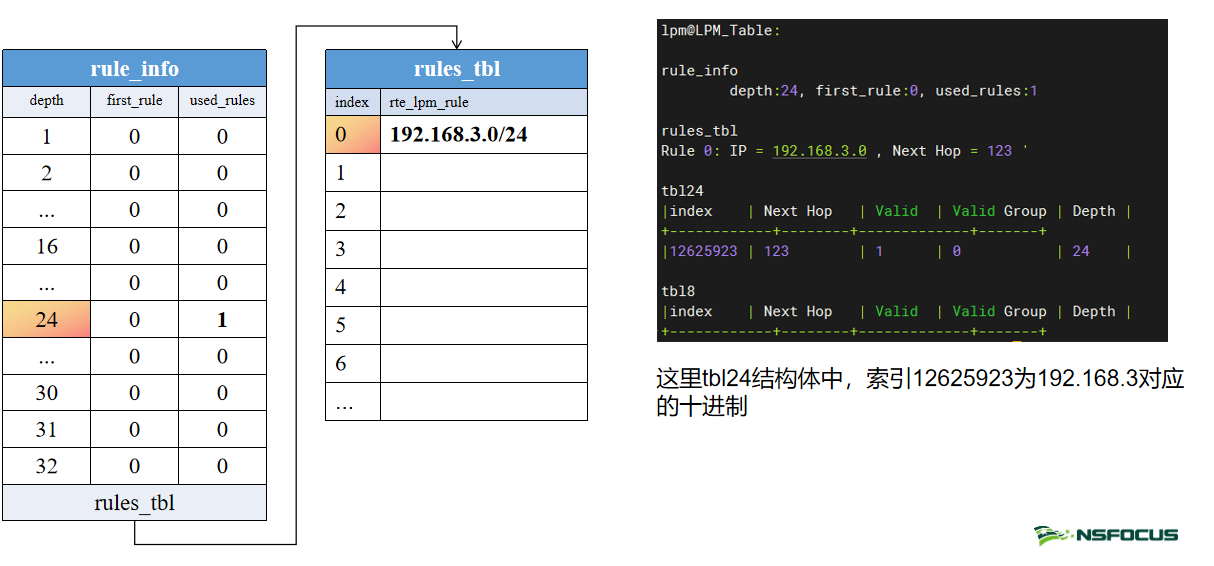 rule_info
depth first_rule used_rules
1 0 0
2 0 0
... 0 0
16 0 0
... 0 0
24 0 1
... 0 0
30 0 0
31 0 0
32 0 0
rules_tbl
rules_tbl
index rte_lpm_rule
0 192.168.3.0/24
1
2
3
4
5
6
...
lpm@LPM_Table:
rule_info
depth:24, first_rule:0, used_rules:1
rules_tbl
Rule 0: IP = 192.168.3.0 , Next Hop = 123 '
tbl24
|index | Next Hop | Valid | Valid Group | Depth |
+------------+--------+-------------+-------+
|12625923 | 123 | 1 | 0 | 24 |
tbl8
|index | Next Hop | Valid | Valid Group | Depth |
+------------+--------+-------------+-------+
这里tbl24结构体中，索引12625923为192.168.3对应
的十进制
NSFOCUS